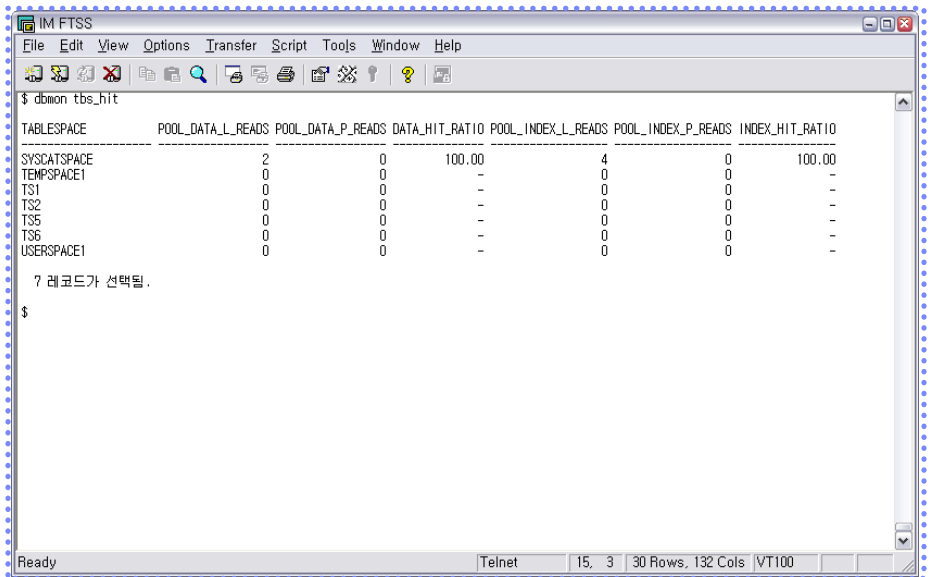 IM FTSS
File Edit View Options Transfer Script Tools Window Help
$ dbmon tbs_hit
TABLESPACE POOL_DATA_L_READS POOL_DATA_P_READS DATA_HIT_RATIO POOL_INDEX_L_READS POOL_INDEX_P_READS INDEX_HIT_RATIO
------------------ ----------------- ----------------- -------------- ------------------ ------------------ ---------------
SYSCATSPACE 2 0 100.00 4 0 100.00
TEMPSPACE1 0 0 - 0 0 -
TS1 0 0 - 0 0 -
TS2 0 0 - 0 0 -
TS5 0 0 - 0 0 -
TS6 0 0 - 0 0 -
USERSPACE1 0 0 - 0 0 -
7 레코드가 선택됨.
$
Ready Telnet 15, 3 30 Rows, 132 Cols VT100